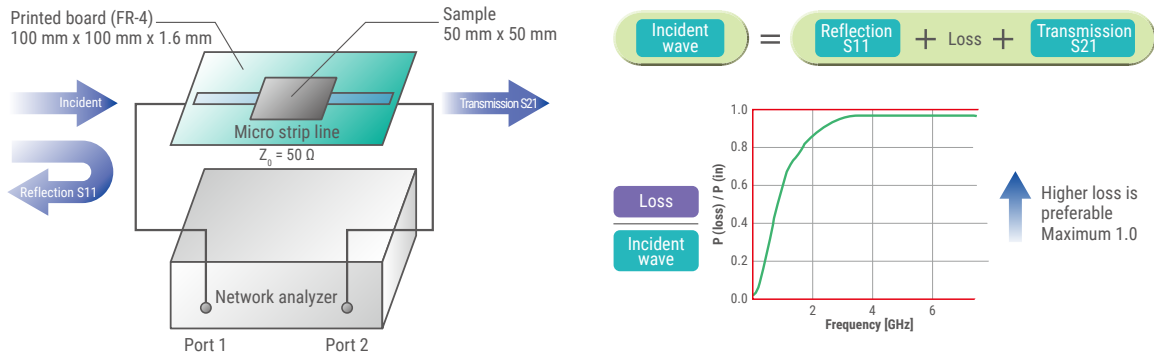 Printed board (FR-4)
100 mm x 100 mm x 1.6 mm
Sample
50 mm x 50 mm
Incident
Transmission S21
Micro strip line
Z₀ = 50 Ω
Reflection S11
Network analyzer
Port 1
Port 2
Incident
wave
=
Reflection
S11
+
Loss
+
Transmission
S21
Loss
Incident
wave
P (loss) / P (in)
1.0
0.8
0.6
0.4
0.2
0.0
2
4
6
Frequency [GHz]
Higher loss is
preferable
Maximum 1.0